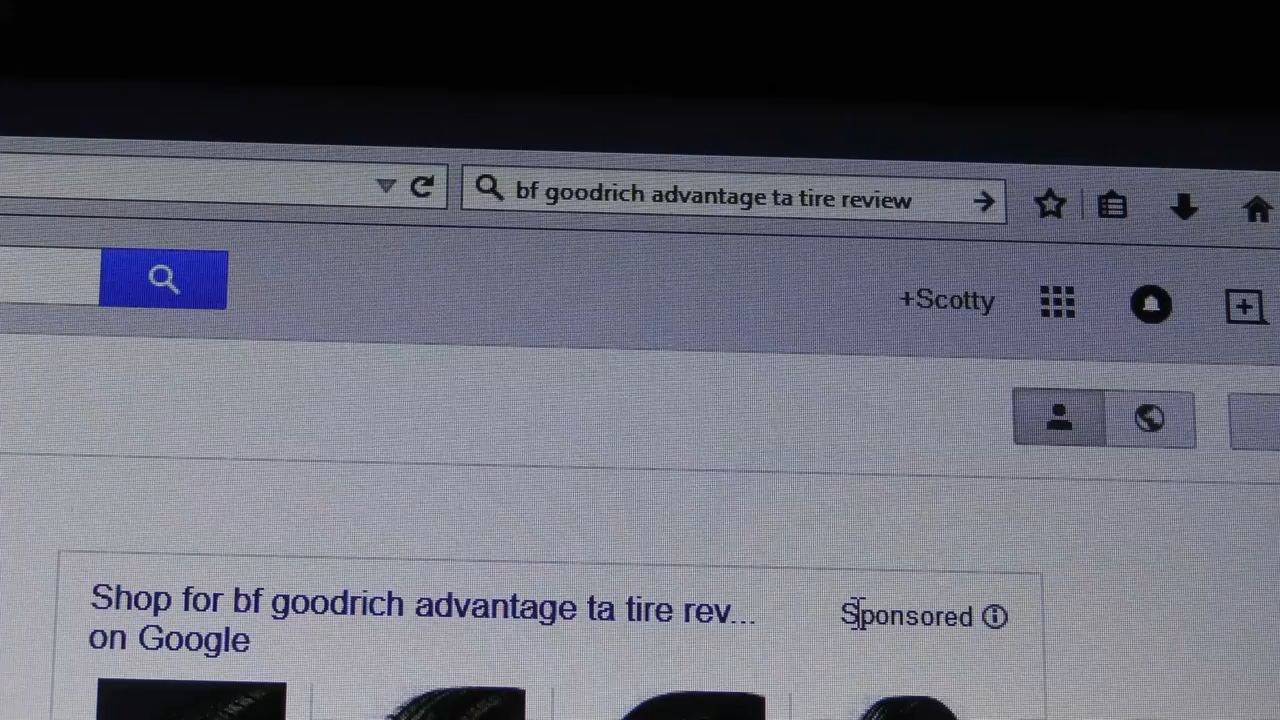 bf goodrich advantage ta tire review
+Scotty
Shop for bf goodrich advantage ta tire rev...
on Google
Sponsored